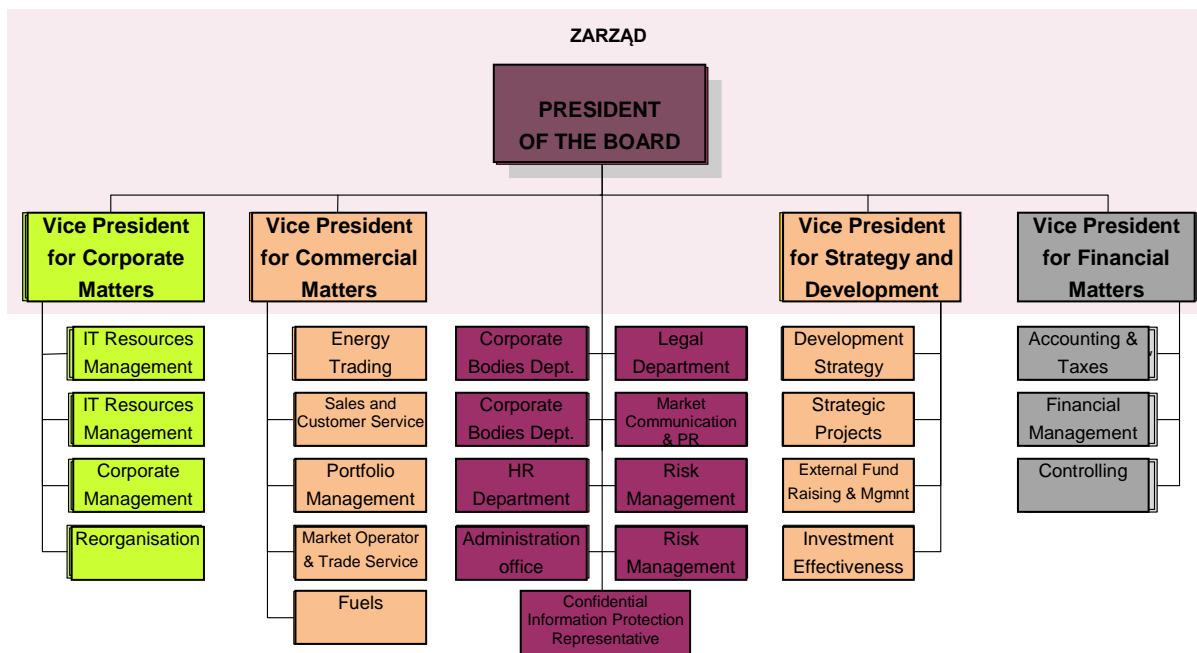 ZARZĄD
PRESIDENT
OF THE BOARD
Vice President
for Corporate
Matters
Vice President
for Commercial
Matters
Vice President
for Strategy and
Development
Vice President
for Financial
Matters
IT Resources
Management
IT Resources
Management
Corporate
Management
Reorganisation
Energy
Trading
Sales and
Customer Service
Portfolio
Management
Market Operator
& Trade Service
Fuels
Corporate
Bodies Dept.
Corporate
Bodies Dept.
HR
Department
Administration
office
Legal
Department
Market
Communication
& PR
Risk
Management
Risk
Management
Confidential
Information Protection
Representative
Development
Strategy
Strategic
Projects
External Fund
Raising & Mgmnt
Investment
Effectiveness
Accounting &
Taxes
Financial
Management
Controlling